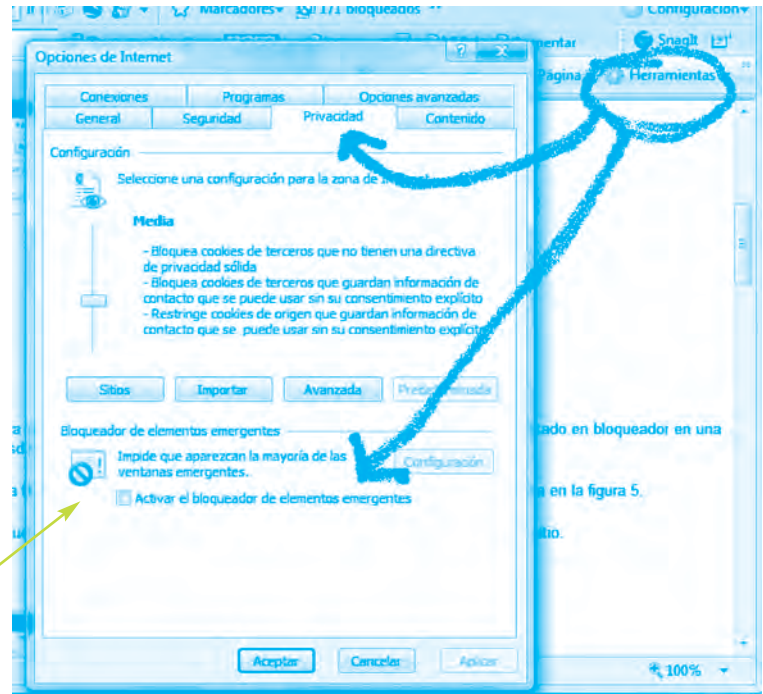 Marcadores 171 bloqueados Configuración
SnagIt
Página Herramientas
Opciones de Internet
Conexiones Programas Opciones avanzadas
General Seguridad Privacidad Contenido
Configuración
Seleccione una configuración para la zona de
Media
- Bloquea cookies de terceros que no tienen una directiva
de privacidad sólida
- Bloquea cookies de terceros que guardan información de
contacto que se puede usar sin su consentimiento explícito
- Restringe cookies de origen que guardan información de
contacto que se puede usar sin su consentimiento explícito
Sitios Importar Avanzada Predeterminada
Bloqueador de elementos emergentes
en bloqueador en una
Impide que aparezcan la mayoría de las
ventanas emergentes.
Configuración
Activar el bloqueador de elementos emergentes
en la figura 5.
Aceptar Cancelar Aplicar
100%